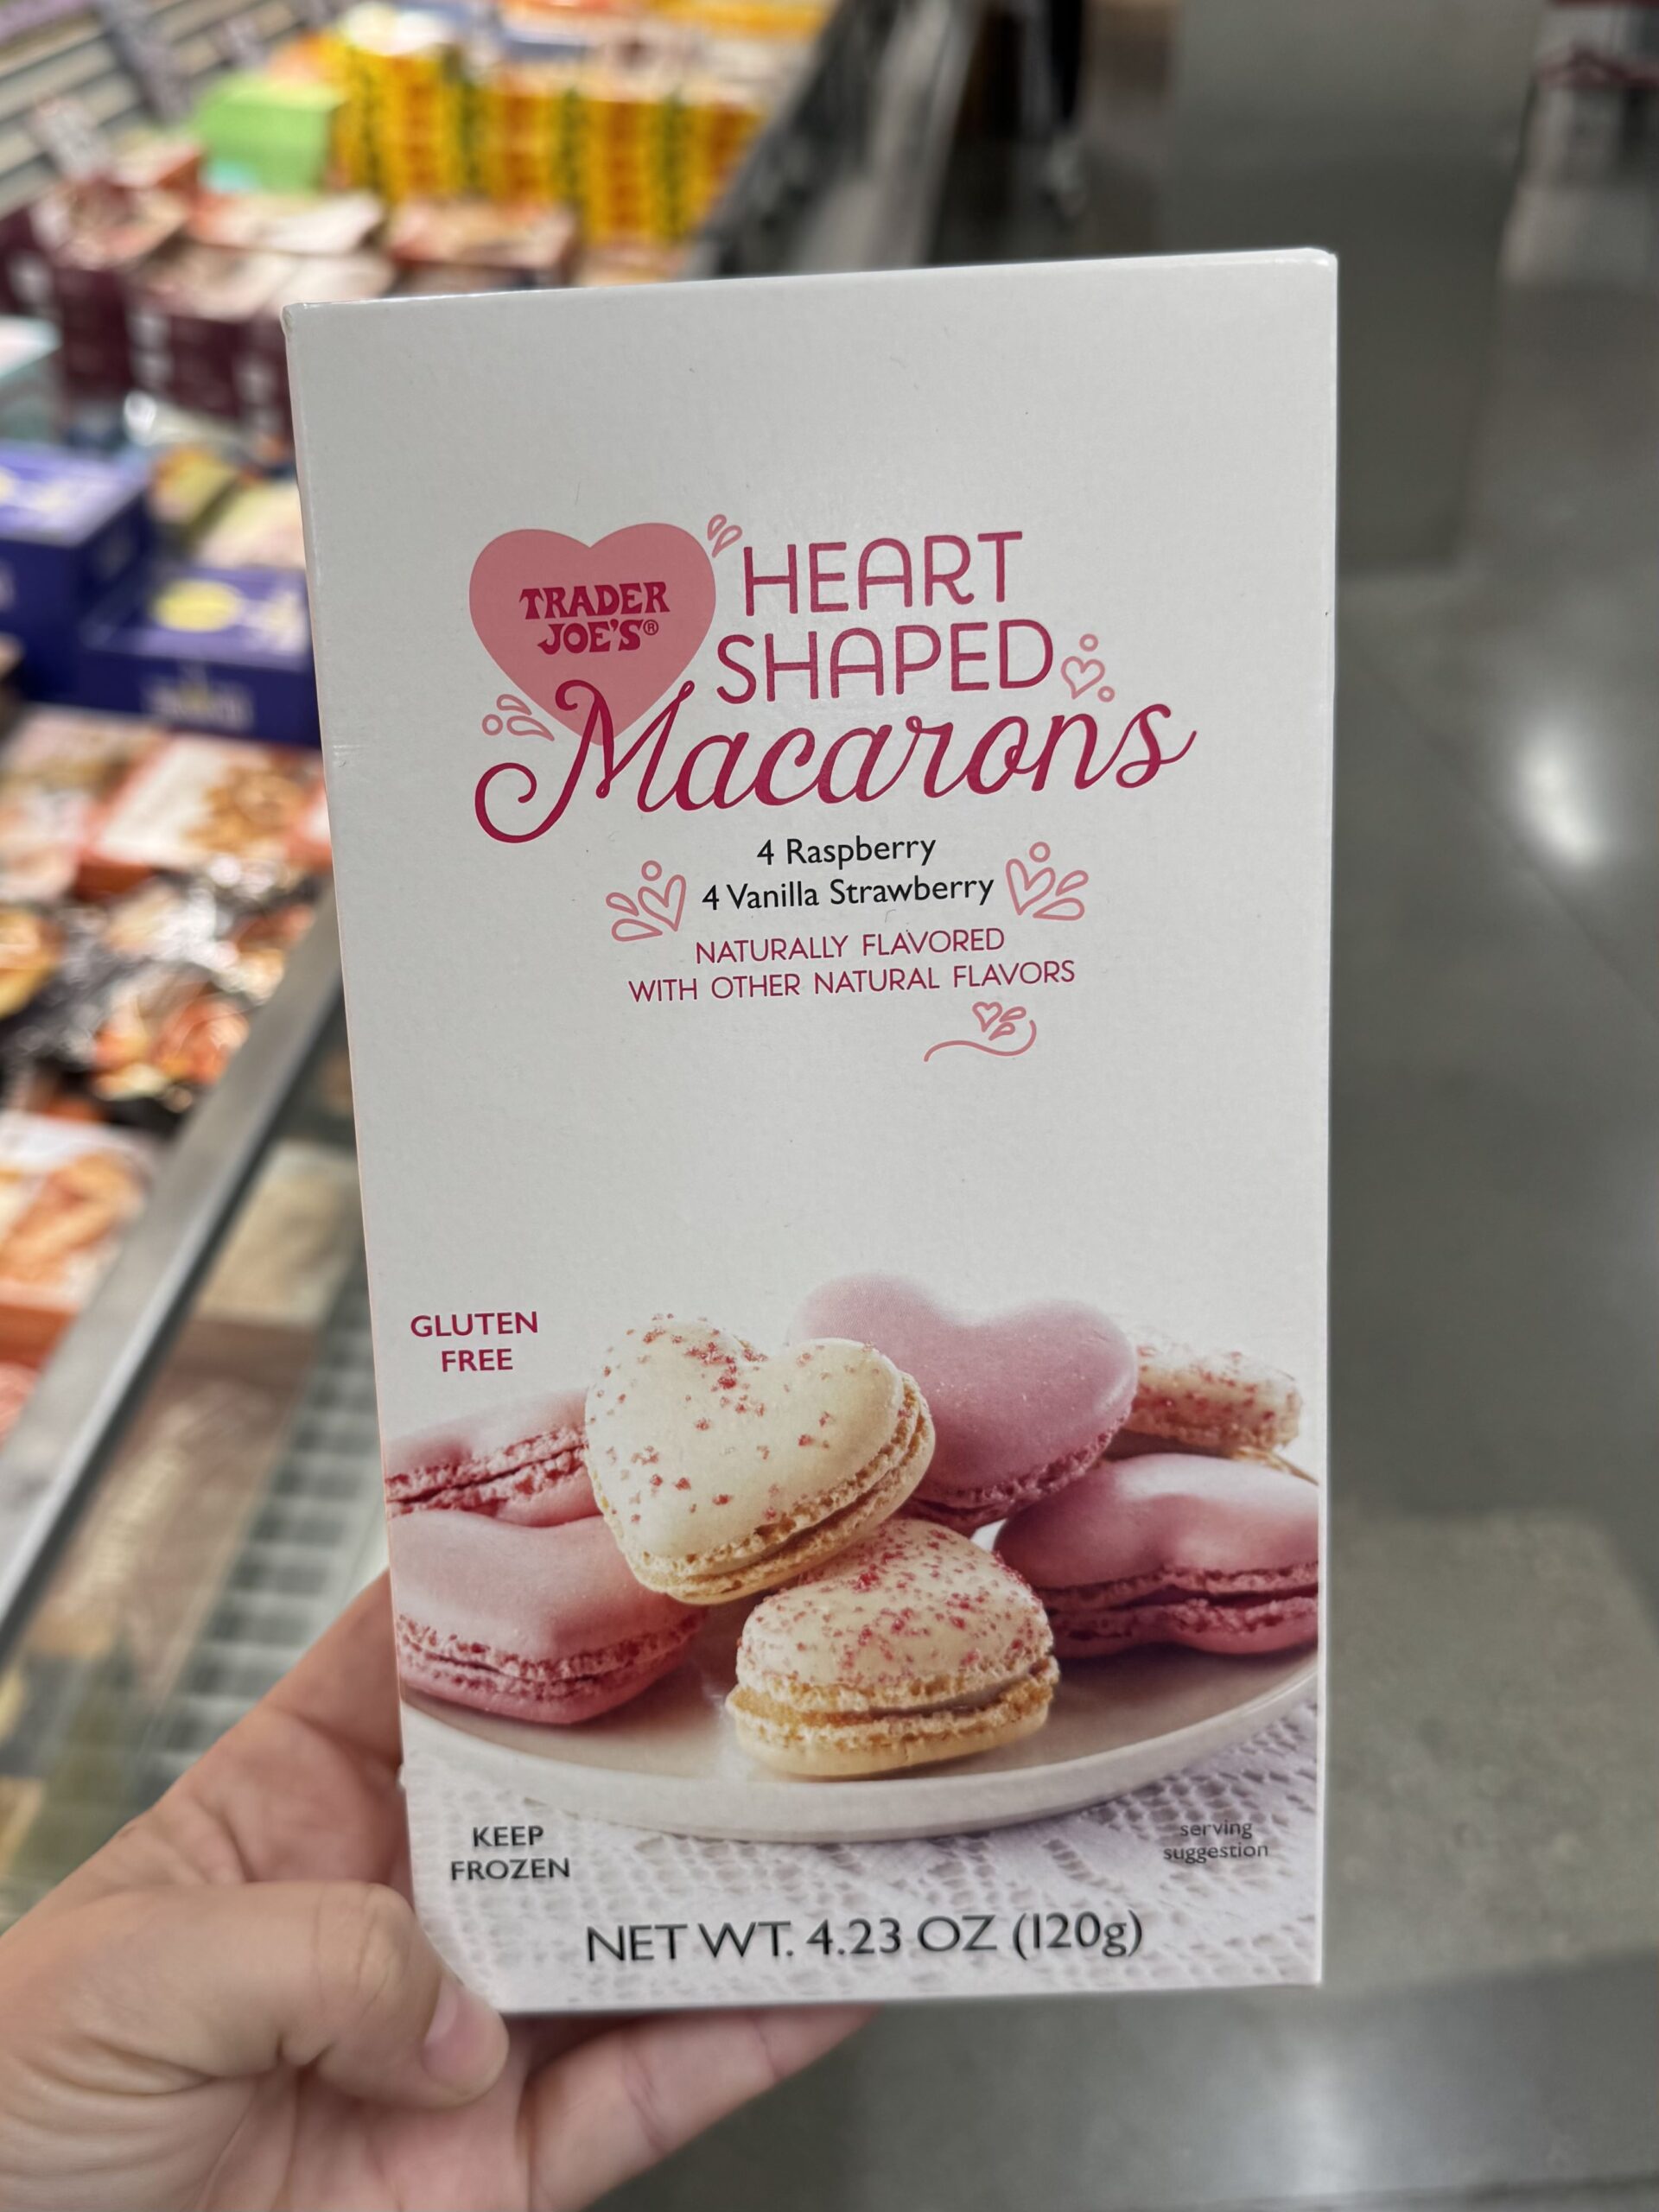 TRADER
JOE'S®
HEART
SHAPED
Macarons
4 Raspberry
4 Vanilla Strawberry
NATURALLY FLAVORED
WITH OTHER NATURAL FLAVORS
GLUTEN
FREE
KEEP
FROZEN
serving
suggestion
NET WT. 4.23 OZ (120g)